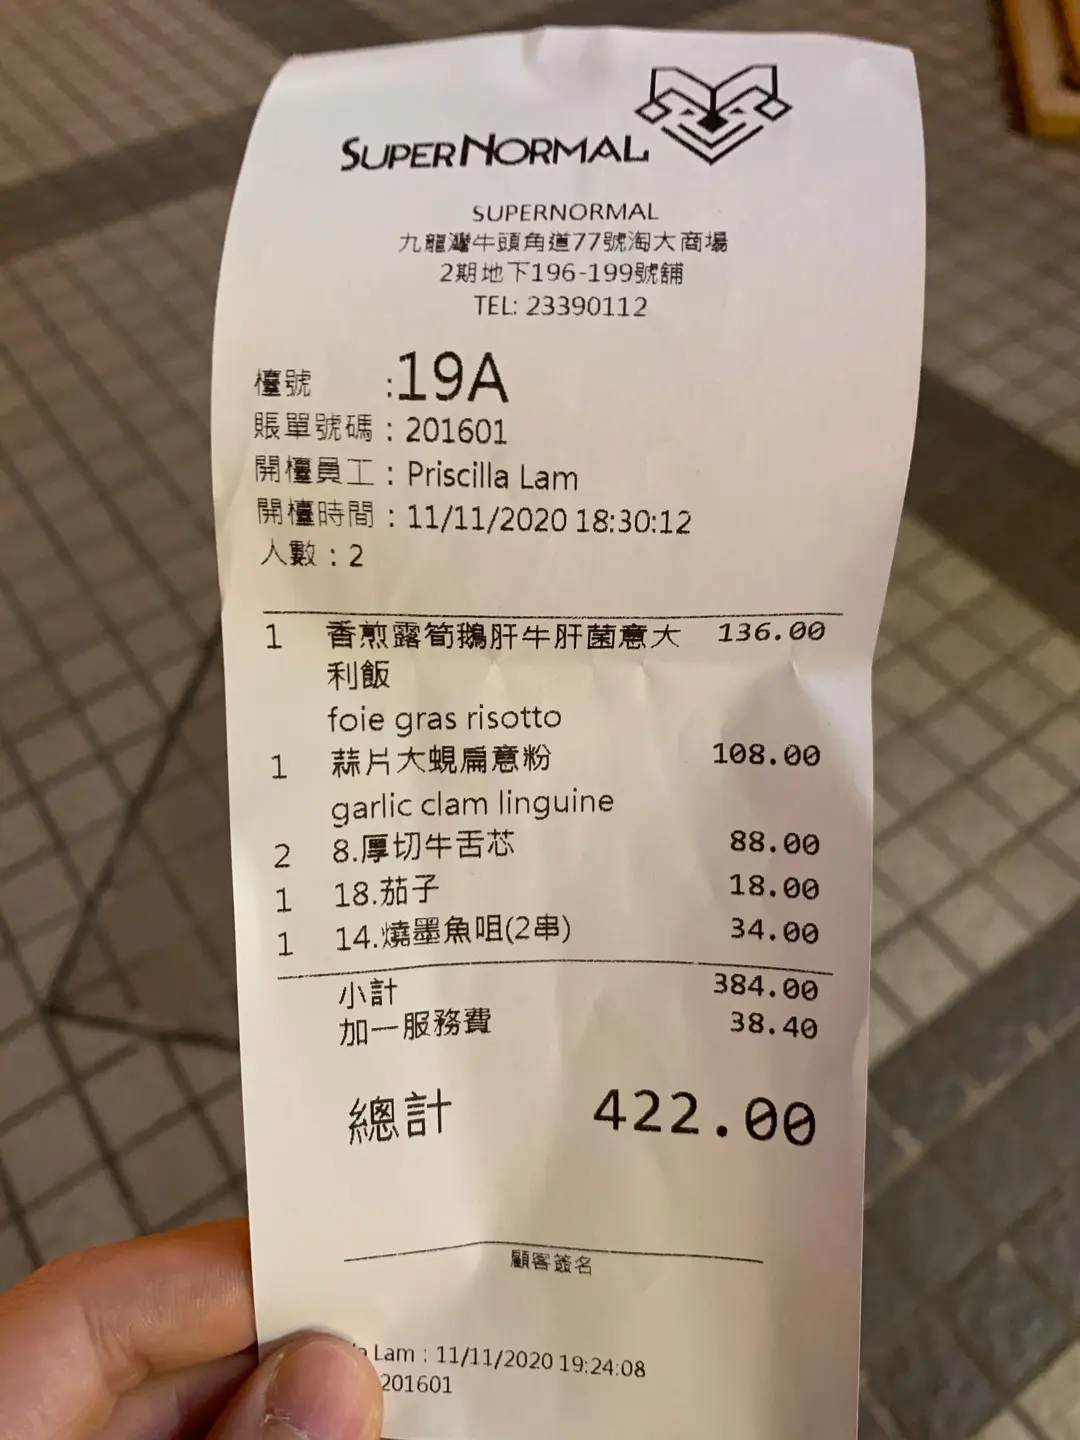 SUPERNORMAL
SUPERNORMAL
九龍灣牛頭角道77號淘大商場
2期地下196-199號舖
TEL: 23390112
檯號 :19A
賬單號碼 : 201601
開檯員工 : Priscilla Lam
開檯時間 : 11/11/2020 18:30:12
人數 : 2
1 香煎露筍鵝肝牛肝菌意大 136.00
利飯
foie gras risotto
1 蒜片大蜆扁意粉 108.00
garlic clam linguine
2 8.厚切牛舌芯 88.00
1 18.茄子 18.00
1 14.燒墨魚咀(2串) 34.00
小計 384.00
加一服務費 38.40
總計 422.00
顧客簽名
Lam : 11/11/2020 19:24:08
201601